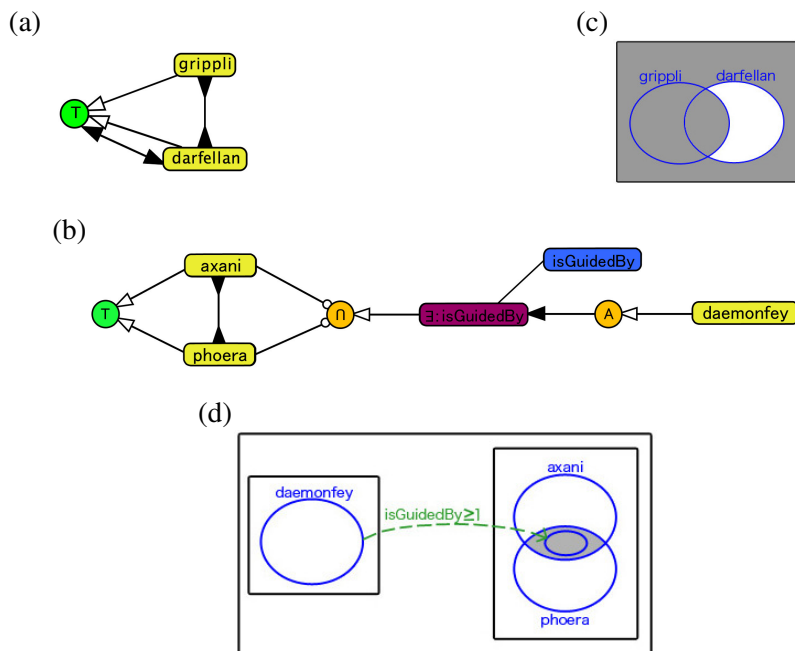 (a)
grippli
T
darfellan
(c)
grippli darfellan
(b)
axani
isGuidedBy
T
∩
∃:isGuidedBy
A
daemonfey
phoera
(d)
daemonfey
isGuidedBy≥1
axani
phoera